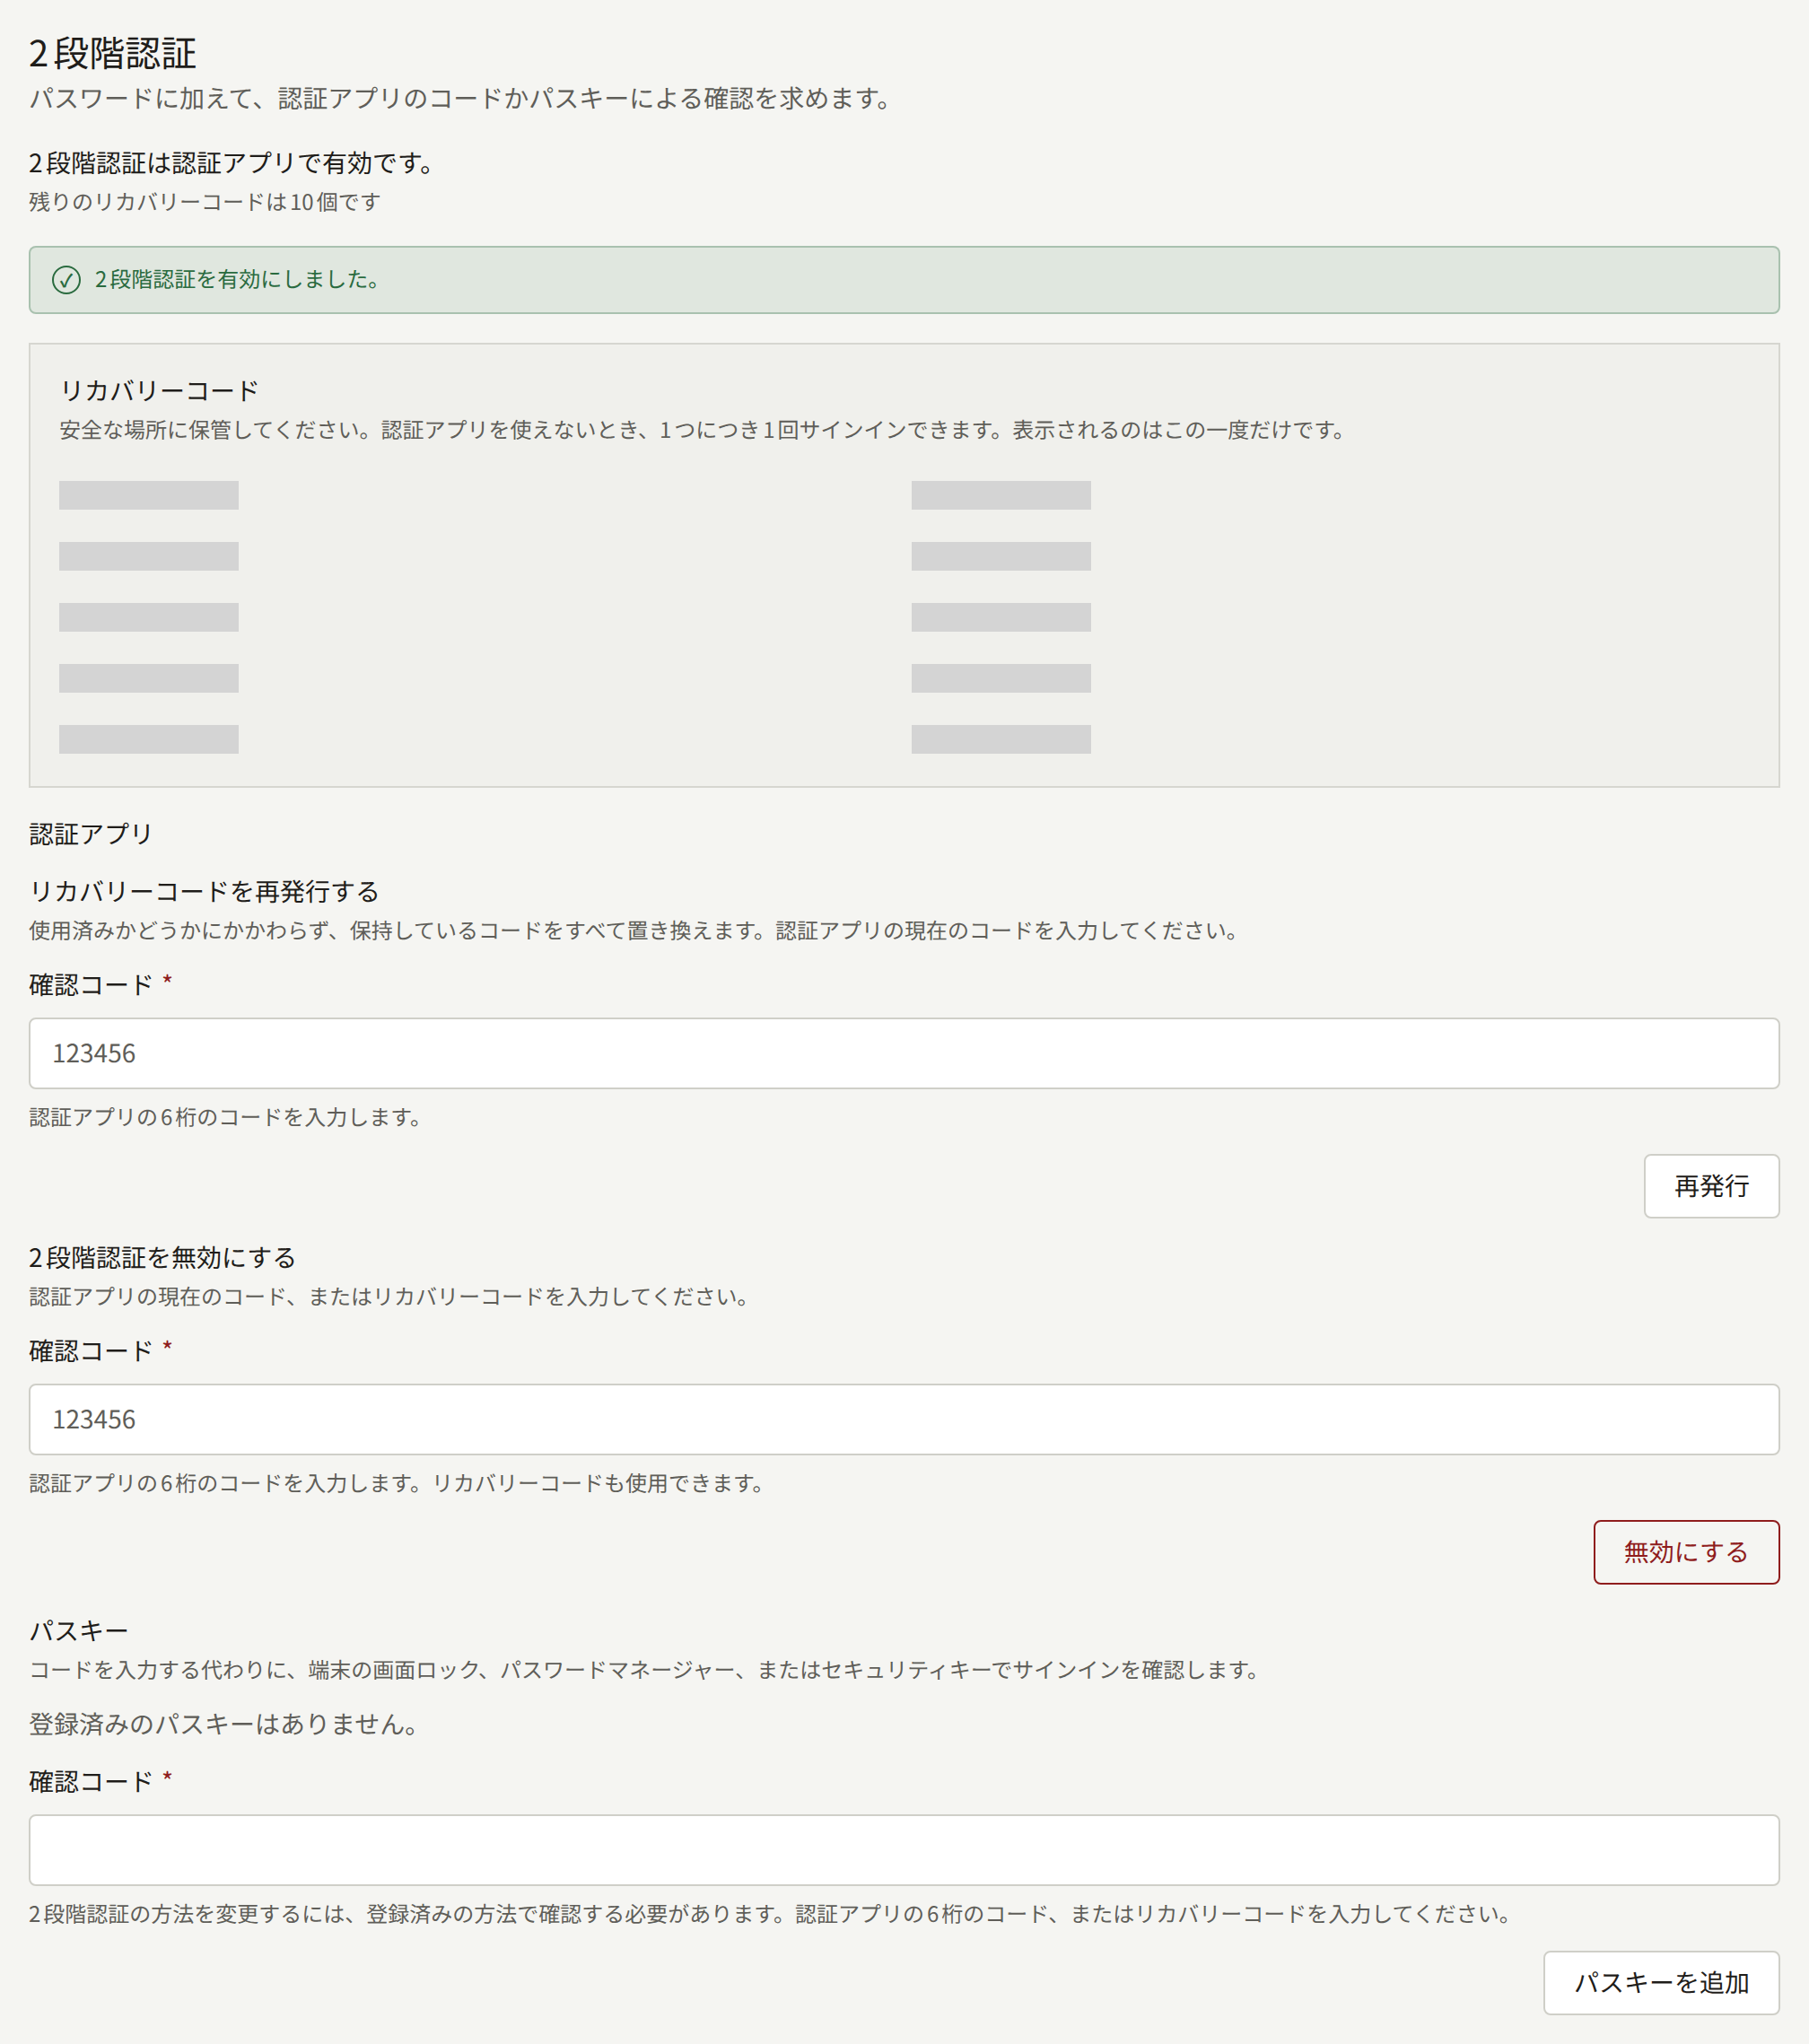 2段階認証
パスワードに加えて、認証アプリのコードかパスキーによる確認を求めます。
2段階認証は認証アプリで有効です。
残りのリカバリーコードは10個です
2段階認証を有効にしました。
リカバリーコード
安全な場所に保管してください。認証アプリを使えないとき、1つにつき1回サインインできます。表示されるのはこの一度だけです。
認証アプリ
リカバリーコードを再発行する
使用済みかどうかにかかわらず、保持しているコードをすべて置き換えます。認証アプリの現在のコードを入力してください。
確認コード *
123456
認証アプリの6桁のコードを入力します。
再発行
2段階認証を無効にする
認証アプリの現在のコード、またはリカバリーコードを入力してください。
確認コード *
123456
認証アプリの6桁のコードを入力します。リカバリーコードも使用できます。
無効にする
パスキー
コードを入力する代わりに、端末の画面ロック、パスワードマネージャー、またはセキュリティキーでサインインを確認します。
登録済みのパスキーはありません。
確認コード *
2段階認証の方法を変更するには、登録済みの方法で確認する必要があります。認証アプリの6桁のコード、またはリカバリーコードを入力してください。
パスキーを追加